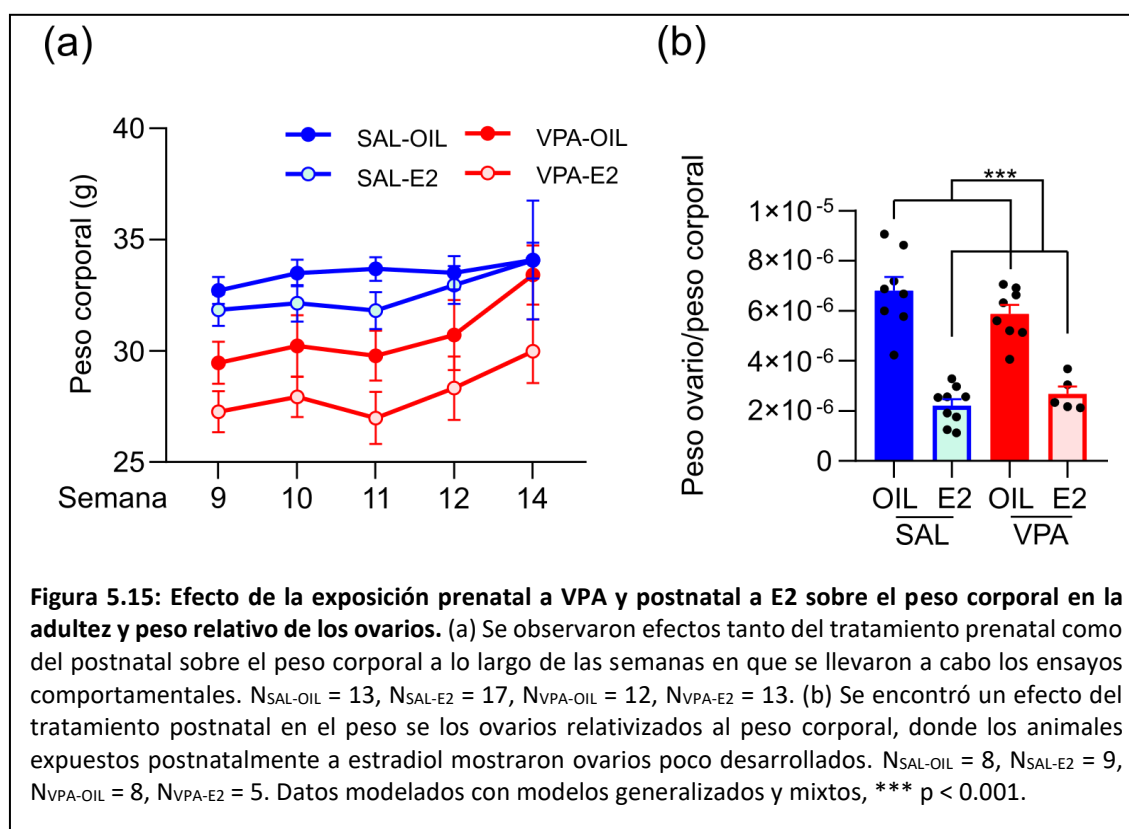 (a)
(b)
SAL-OIL VPA-OIL
SAL-E2 VPA-E2
Peso corporal (g)
40
35
30
25
Semana 9 10 11 12 14
***
Peso ovario/peso corporal
1×10-5
8×10-6
6×10-6
4×10-6
2×10-6
0
OIL E2 OIL E2
SAL VPA
Figura 5.15: Efecto de la exposición prenatal a VPA y postnatal a E2 sobre el peso corporal en la
adultez y peso relativo de los ovarios. (a) Se observaron efectos tanto del tratamiento prenatal como
del postnatal sobre el peso corporal a lo largo de las semanas en que se llevaron a cabo los ensayos
comportamentales. NSAL-OIL = 13, NSAL-E2 = 17, NVPA-OIL = 12, NVPA-E2 = 13. (b) Se encontró un efecto del
tratamiento postnatal en el peso se los ovarios relativizados al peso corporal, donde los animales
expuestos postnatalmente a estradiol mostraron ovarios poco desarrollados. NSAL-OIL = 8, NSAL-E2 = 9,
NVPA-OIL = 8, NVPA-E2 = 5. Datos modelados con modelos generalizados y mixtos, *** p < 0.001.